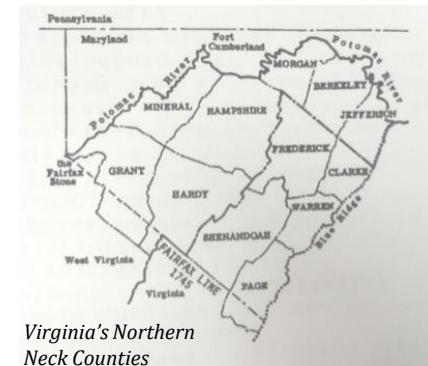 Pennsylvania
Maryland
Fort
Cumberland
Potomac River
MORGAN
BERKELEY
Potomac River
MINERAL
HAMPSHIRE
JEFFERSON
FREDERICK
the
Fairfax
Stone
GRANT
CLARKE
HARDY
WARREN
Blue Ridge
SHENANDOAH
West Virginia
FAIRFAX LINE
1745
PAGE
Virginia
Virginia's Northern
Neck Counties